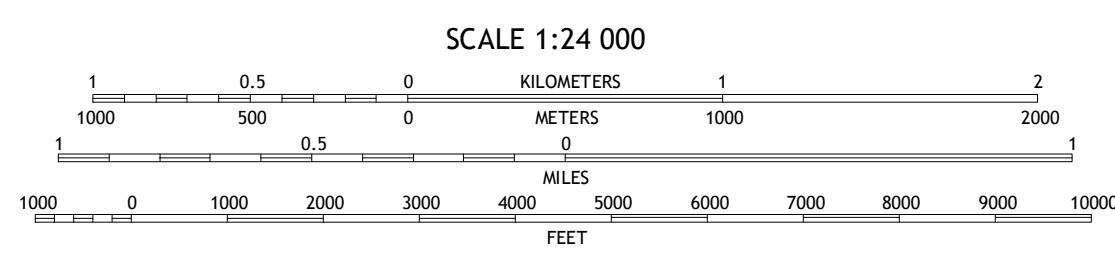 SCALE 1:24 000
1 0.5 0 KILOMETERS 1 2
1000 500 0 METERS 1000 2000
1 0.5 0 1
MILES
1000 0 1000 2000 3000 4000 5000 6000 7000 8000 9000 10000
FEET